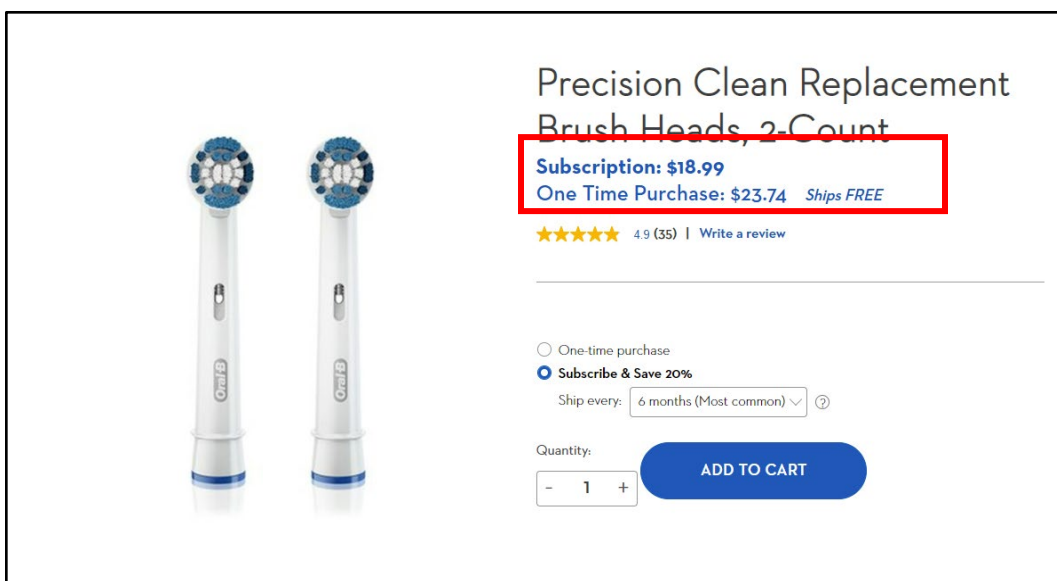 Precision Clean Replacement
Brush Heads, 2-Count
Subscription: $18.99
One Time Purchase: $23.74 Ships FREE
4.9 (35) | Write a review
One-time purchase
Subscribe & Save 20%
Ship every: 6 months (Most common) ?
Quantity:
- 1 +
ADD TO CART
Oral-B
Oral-B